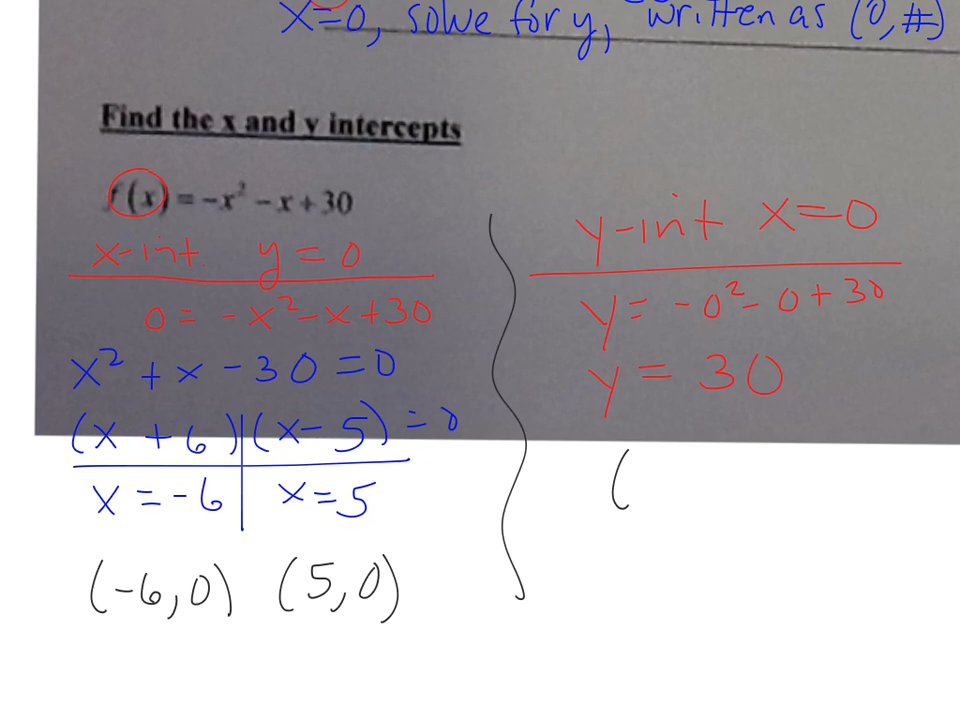 x=0, solve for y, written as (0, #)
Find the x and y intercepts
f(x) = -x² - x + 30
x-int. y = 0
0 = -x² - x + 30
x² + x - 30 = 0
(x + 6)(x - 5) = 0
x = -6 x = 5
(-6,0) (5,0)
y-int x=0
y = -0² - 0 + 30
y = 30
(